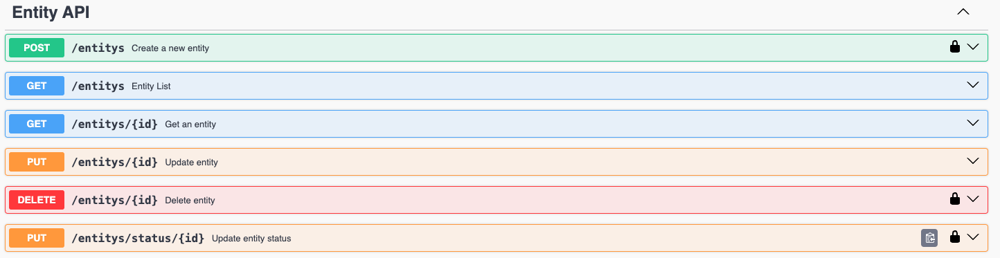 Entity API
POST /entitys Create a new entity
GET /entitys Entity List
GET /entitys/{id} Get an entity
PUT /entitys/{id} Update entity
DELETE /entitys/{id} Delete entity
PUT /entitys/status/{id} Update entity status